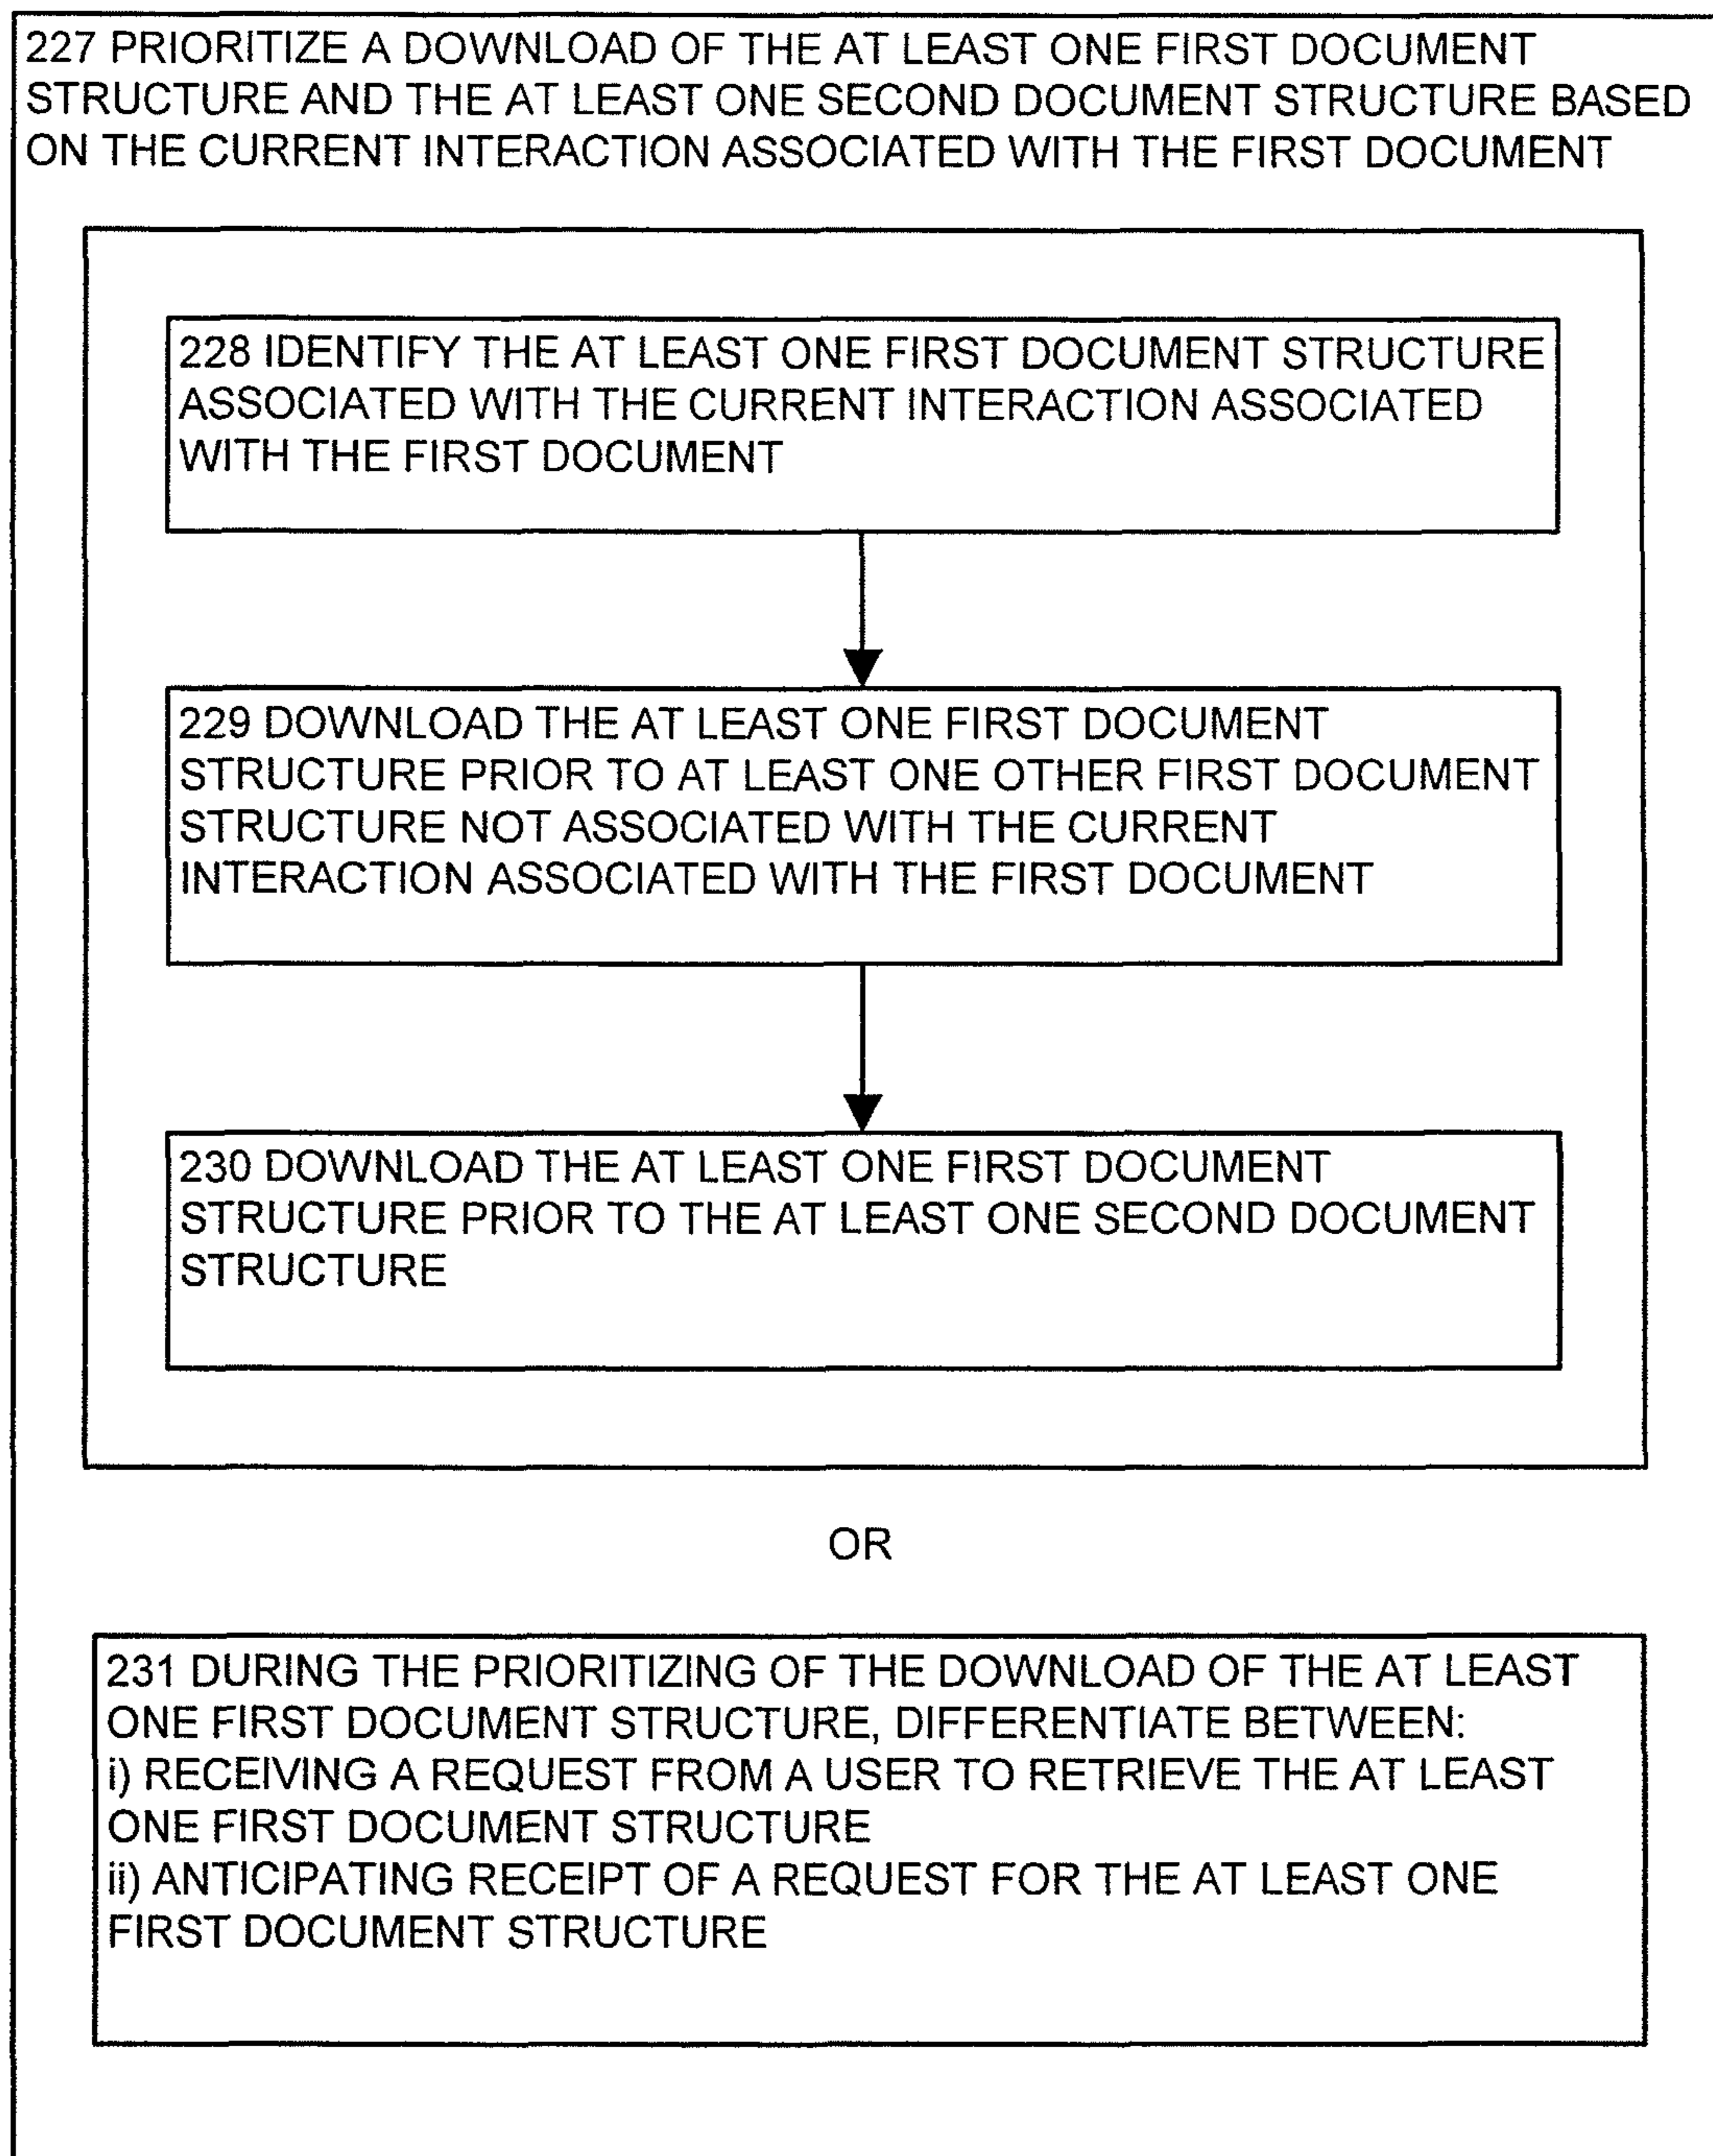 227 PRIORITIZE A DOWNLOAD OF THE AT LEAST ONE FIRST DOCUMENT
STRUCTURE AND THE AT LEAST ONE SECOND DOCUMENT STRUCTURE BASED
ON THE CURRENT INTERACTION ASSOCIATED WITH THE FIRST DOCUMENT
228 IDENTIFY THE AT LEAST ONE FIRST DOCUMENT STRUCTURE
ASSOCIATED WITH THE CURRENT INTERACTION ASSOCIATED
WITH THE FIRST DOCUMENT
229 DOWNLOAD THE AT LEAST ONE FIRST DOCUMENT
STRUCTURE PRIOR TO AT LEAST ONE OTHER FIRST DOCUMENT
STRUCTURE NOT ASSOCIATED WITH THE CURRENT
INTERACTION ASSOCIATED WITH THE FIRST DOCUMENT
230 DOWNLOAD THE AT LEAST ONE FIRST DOCUMENT
STRUCTURE PRIOR TO THE AT LEAST ONE SECOND DOCUMENT
STRUCTURE
OR
231 DURING THE PRIORITIZING OF THE DOWNLOAD OF THE AT LEAST
ONE FIRST DOCUMENT STRUCTURE, DIFFERENTIATE BETWEEN:
i) RECEIVING A REQUEST FROM A USER TO RETRIEVE THE AT LEAST
ONE FIRST DOCUMENT STRUCTURE
ii) ANTICIPATING RECEIPT OF A REQUEST FOR THE AT LEAST ONE
FIRST DOCUMENT STRUCTURE